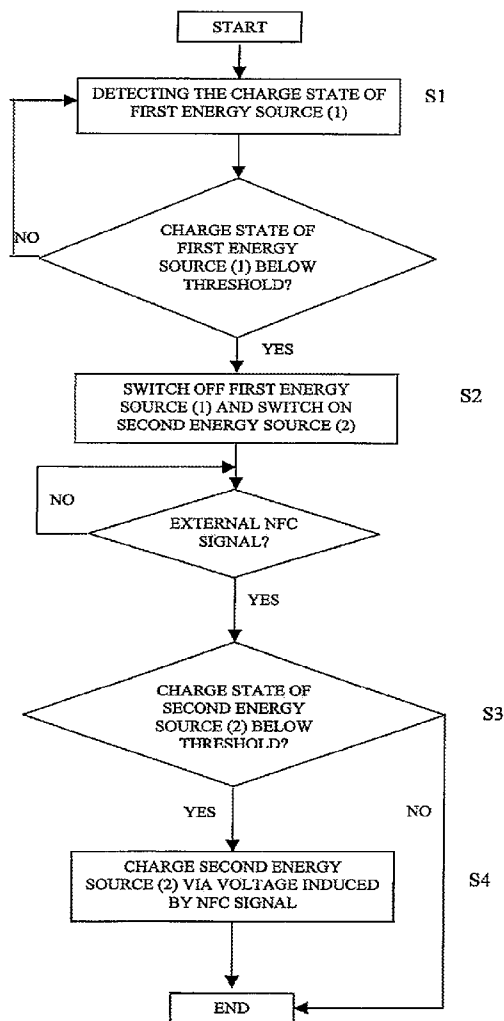 START
DETECTING THE CHARGE STATE OF
FIRST ENERGY SOURCE (1)
S1
NO
CHARGE STATE OF
FIRST ENERGY
SOURCE (1) BELOW
THRESHOLD?
YES
SWITCH OFF FIRST ENERGY
SOURCE (1) AND SWITCH ON
SECOND ENERGY SOURCE (2)
S2
NO
EXTERNAL NFC
SIGNAL?
YES
CHARGE STATE OF
SECOND ENERGY
SOURCE (2) BELOW
THRESHOLD?
S3
YES
NO
CHARGE SECOND ENERGY
SOURCE (2) VIA VOLTAGE INDUCED
BY NFC SIGNAL
S4
END